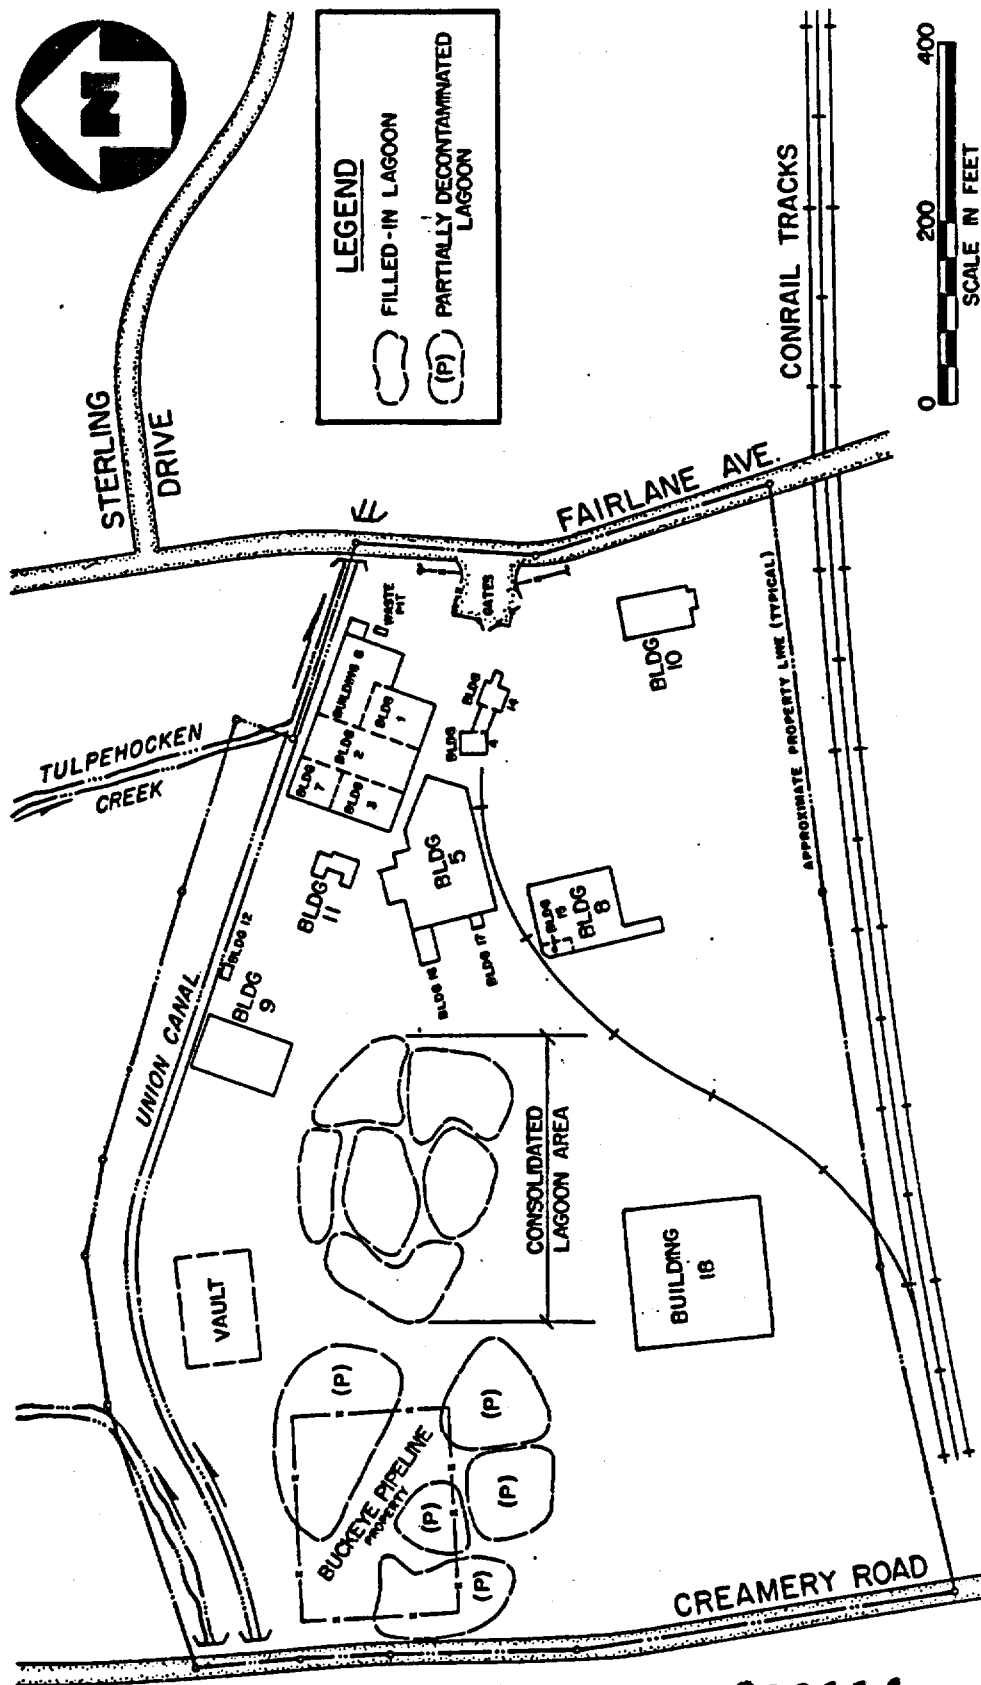 N
STERLING
DRIVE
LEGEND
FILLED-IN LAGOON
(P)
PARTIALLY DECONTAMINATED
LAGOON
CONRAIL TRACKS
0
200
400
SCALE IN FEET
FAIRLANE AVE.
TULPEHOCKEN
CREEK
WASTE
PIT
GATES
BUILDING 6
BLDG
1
BLDG
2
BLDG
7
BLDG
3
BLDG
14
BLDG
4
BLDG
10
APPROXIMATE PROPERTY LINE (TYPICAL)
BLDG
5
BLDG
11
BLDG 12
BLDG
9
UNION CANAL
BLDG 16
BLDG 17
BLDG
BLDG
8
CONSOLIDATED
LAGOON AREA
VAULT
BUILDING
18
(P)
(P)
(P)
(P)
(P)
BUCKEYE PIPELINE
PROPERTY
CREAMERY ROAD